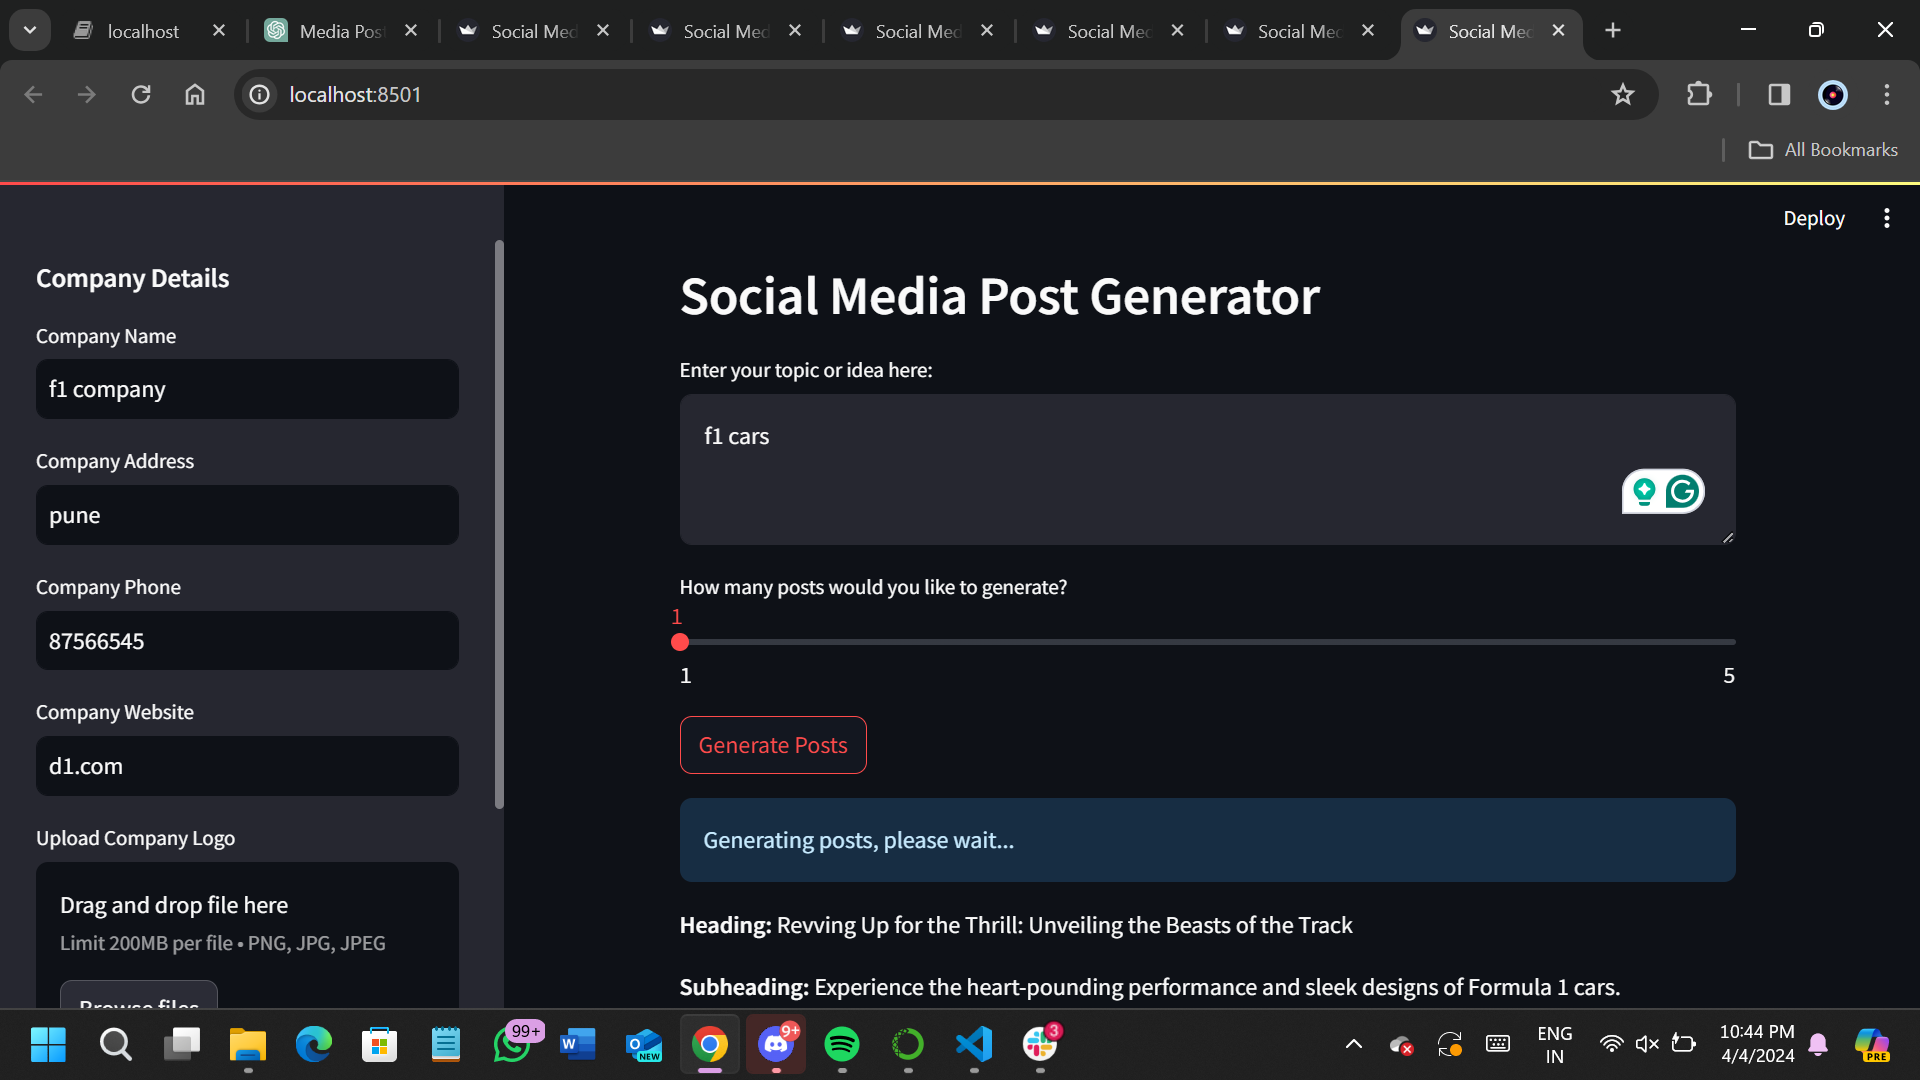 localhost
Media Post
Social Med
Social Med
Social Med
Social Med
Social Med
Social Med
localhost:8501
All Bookmarks
Deploy
Company Details
Company Name
f1 company
Company Address
pune
Company Phone
87566545
Company Website
d1.com
Upload Company Logo
Drag and drop file here
Limit 200MB per file • PNG, JPG, JPEG
Browse files
Social Media Post Generator
Enter your topic or idea here:
f1 cars
How many posts would you like to generate?
1
1
5
Generate Posts
Generating posts, please wait...
Heading: Revving Up for the Thrill: Unveiling the Beasts of the Track
Subheading: Experience the heart-pounding performance and sleek designs of Formula 1 cars.
99+
W
O
NEW
9+
3
ENG
IN
10:44 PM
4/4/2024
PRE